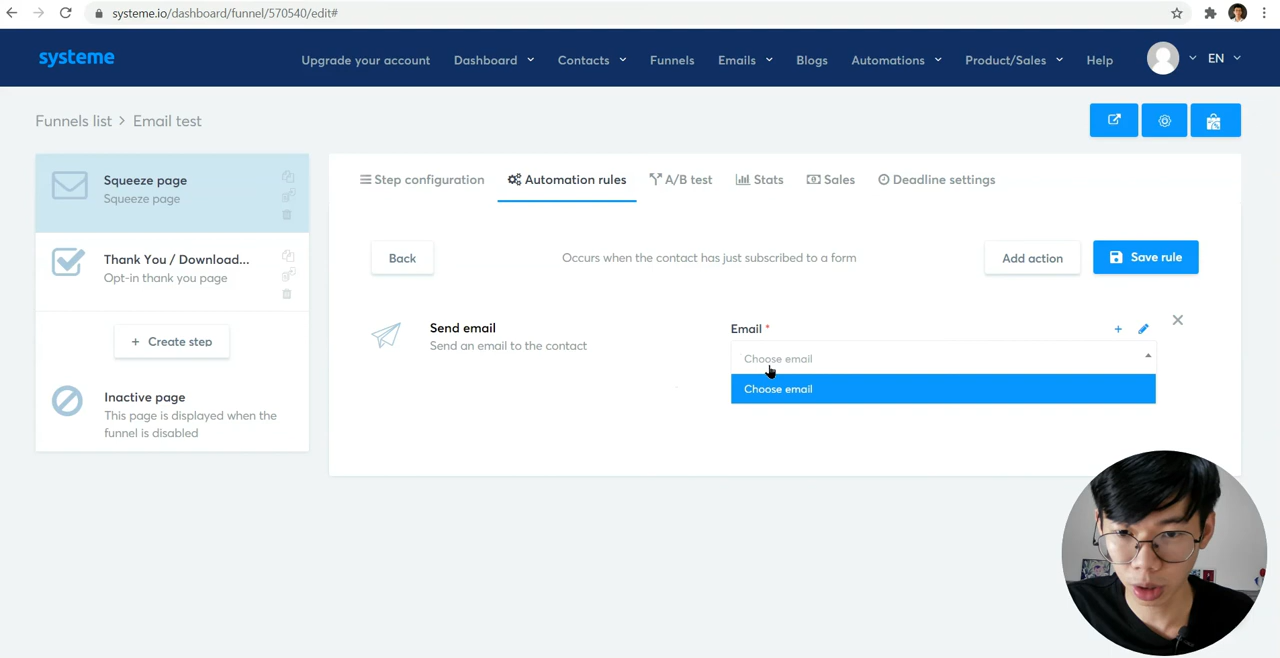 systeme.io/dashboard/funnel/570540/edit#
systeme
Upgrade your account
Dashboard
Contacts
Funnels
Emails
Blogs
Automations
Product/Sales
Help
EN
Funnels list > Email test
Squeeze page
Squeeze page
Thank You / Download...
Opt-in thank you page
+ Create step
Inactive page
This page is displayed when the
funnel is disabled
Step configuration
Automation rules
A/B test
Stats
Sales
Deadline settings
Back
Occurs when the contact has just subscribed to a form
Add action
Save rule
Send email
Send an email to the contact
Email *
Choose email
Choose email